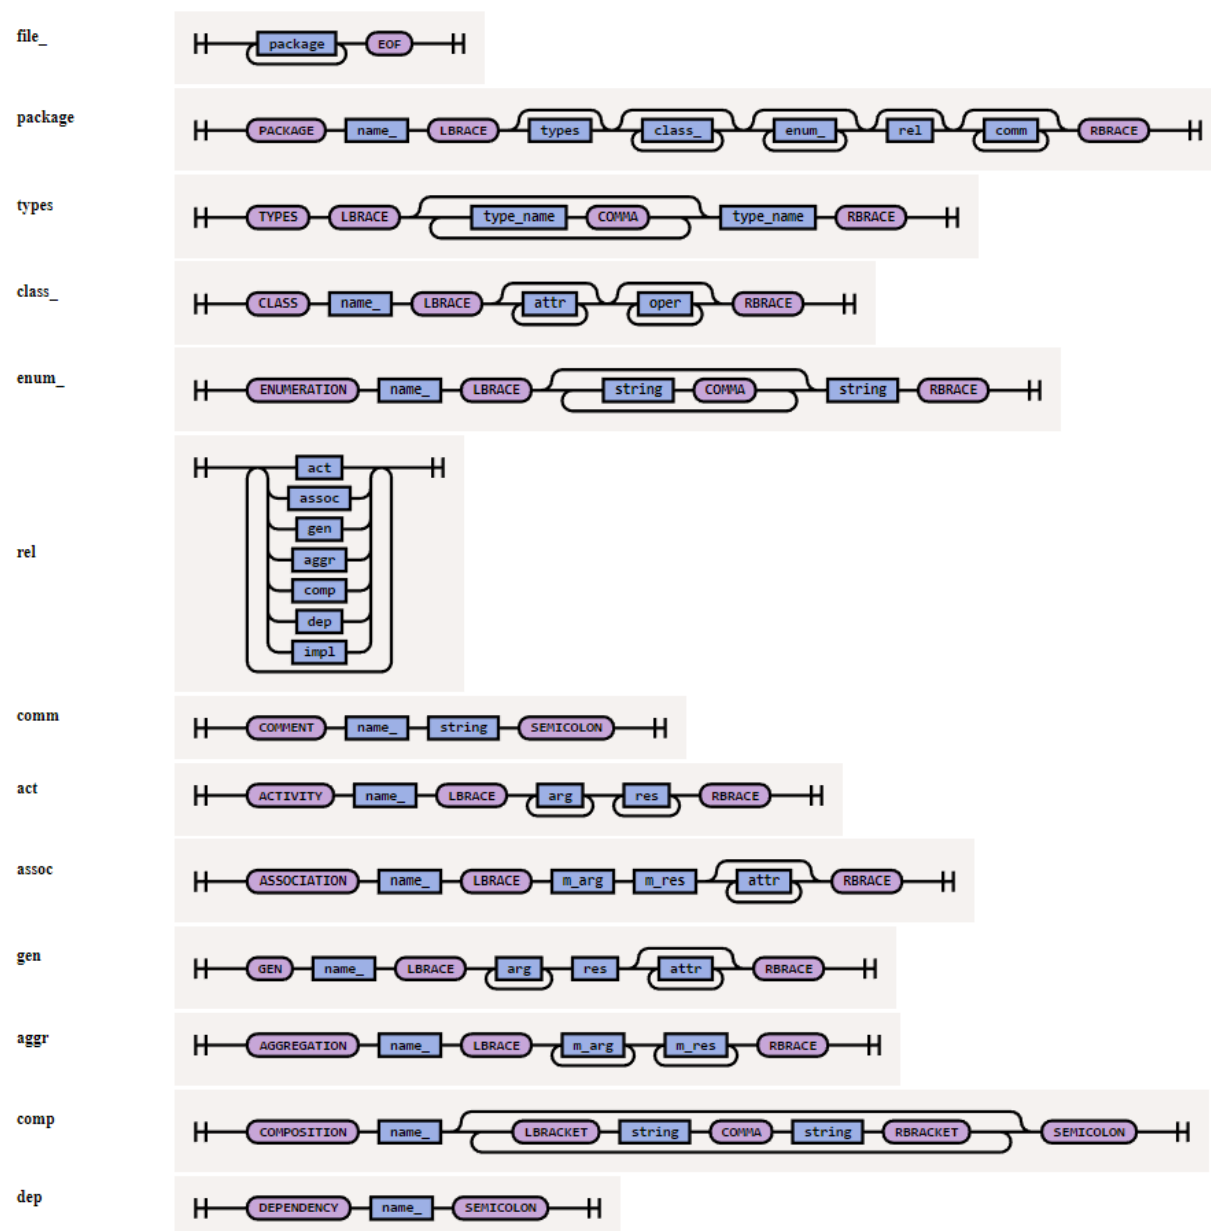 file_
package EOF
package
PACKAGE name_ LBRACE types class_ enum_ rel comm RBRACE
types
TYPES LBRACE type_name COMMA type_name RBRACE
class_
CLASS name_ LBRACE attr oper RBRACE
enum_
ENUMERATION name_ LBRACE string COMMA string RBRACE
rel
act
assoc
gen
aggr
comp
dep
impl
comm
COMMENT name_ string SEMICOLON
act
ACTIVITY name_ LBRACE arg res RBRACE
assoc
ASSOCIATION name_ LBRACE m_arg m_res attr RBRACE
gen
GEN name_ LBRACE arg res attr RBRACE
aggr
AGGREGATION name_ LBRACE m_arg m_res RBRACE
comp
COMPOSITION name_ LBRACKET string COMMA string RBRACKET SEMICOLON
dep
DEPENDENCY name_ SEMICOLON